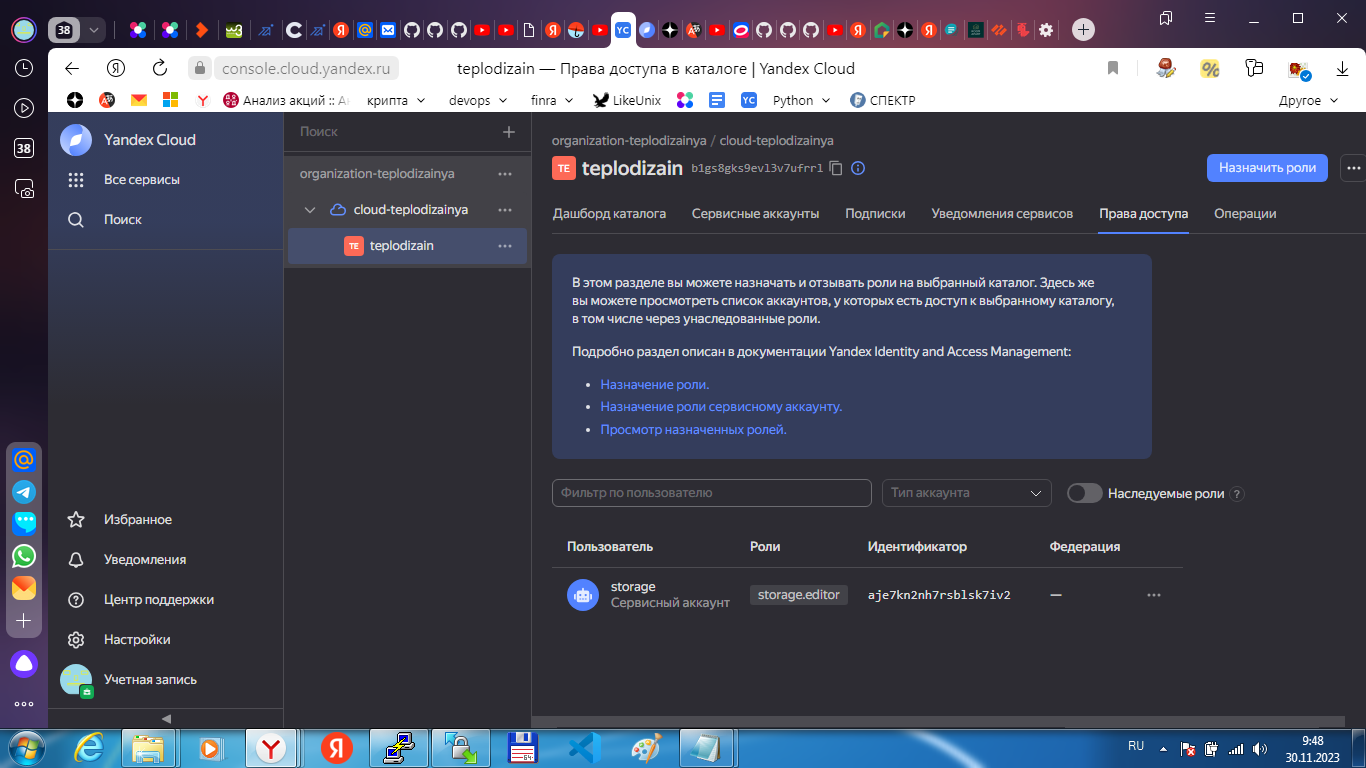 38
console.cloud.yandex.ru
teplodizain — Права доступа в каталоге | Yandex Cloud
Анализ акций ::
крипта
devops
finra
LikeUnix
Python
СПЕКТР
Другое
38
Yandex Cloud
Все сервисы
Поиск
Избранное
Уведомления
Центр поддержки
Настройки
Учетная запись
Поиск
organization-teplodizainya
cloud-teplodizainya
TE teplodizain
organization-teplodizainya / cloud-teplodizainya
TE teplodizain b1gs8gks9evl3v7ufrrl
Назначить роли
Дашборд каталога Сервисные аккаунты Подписки Уведомления сервисов Права доступа Операции
В этом разделе вы можете назначать и отзывать роли на выбранный каталог. Здесь же
вы можете просмотреть список аккаунтов, у которых есть доступ к выбранному каталогу,
в том числе через унаследованные роли.
Подробно раздел описан в документации Yandex Identity and Access Management:
• Назначение роли.
• Назначение роли сервисному аккаунту.
• Просмотр назначенных ролей.
Фильтр по пользователю
Тип аккаунта
Наследуемые роли ?
Пользователь Роли Идентификатор Федерация
storage
Сервисный аккаунт
storage.editor
aje7kn2nh7rsblsk7iv2
—
RU
9:48
30.11.2023